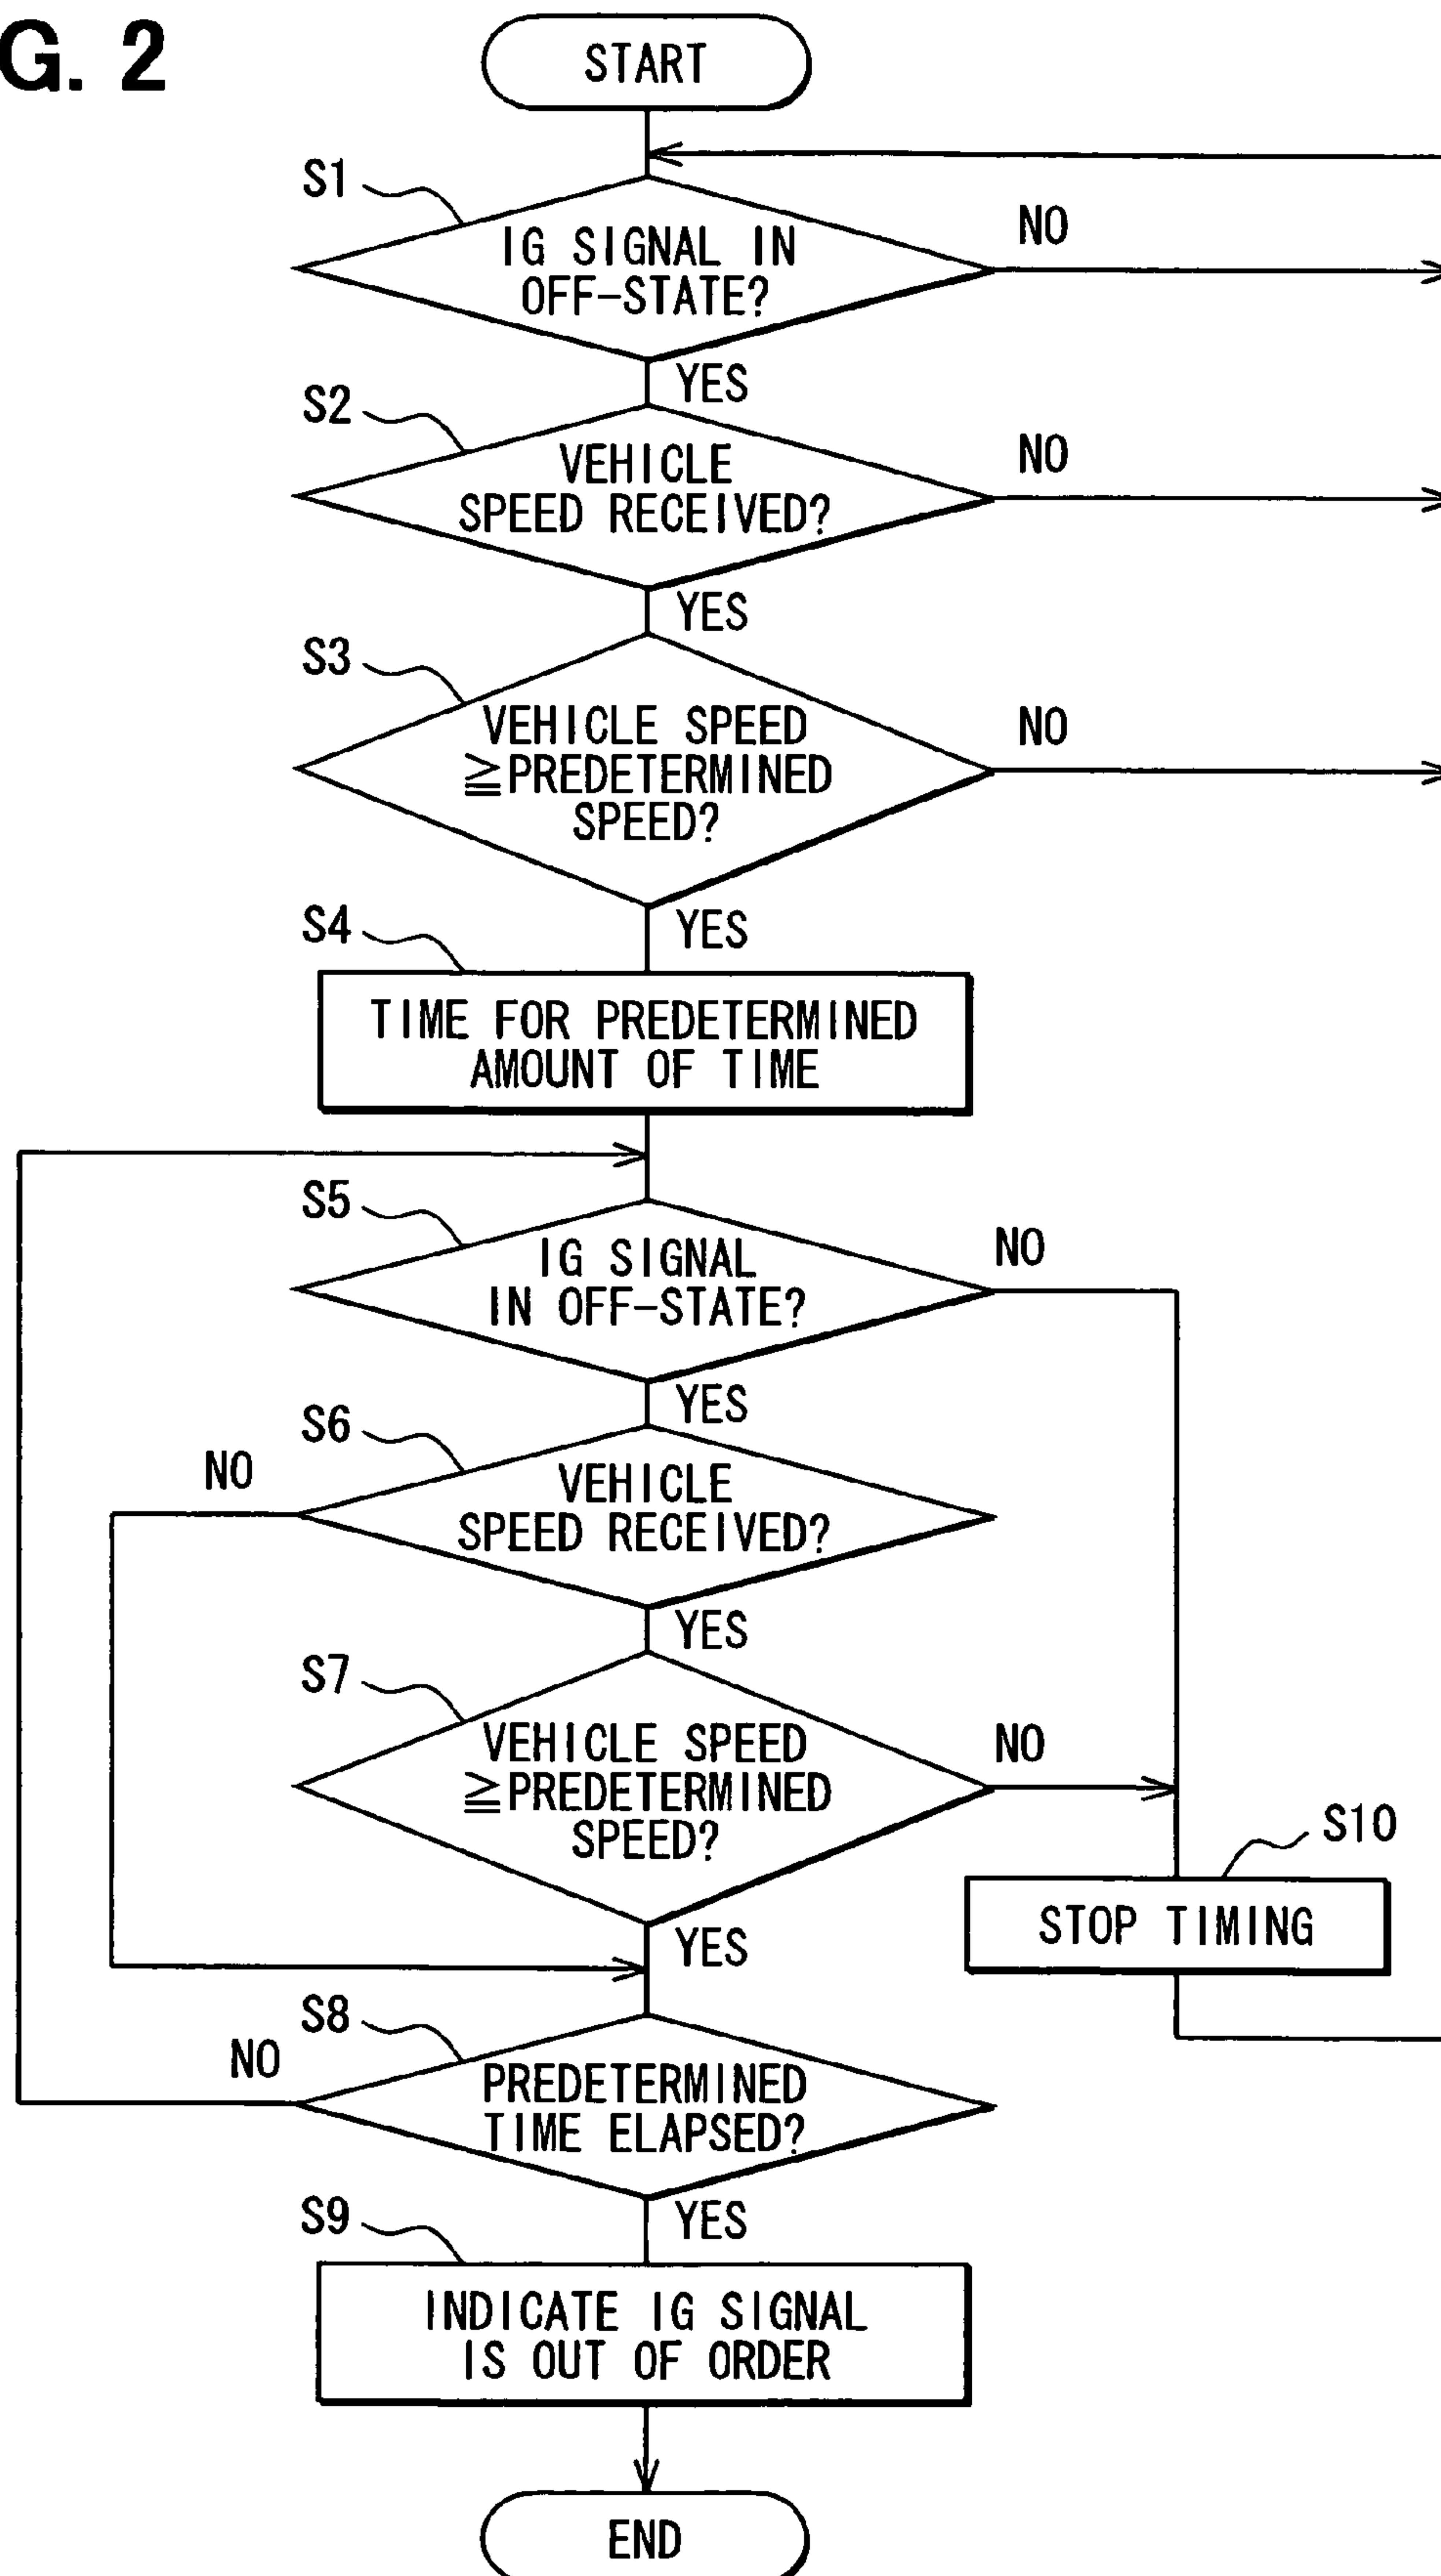 G. 2
START
S1
IG SIGNAL IN
OFF-STATE?
NO
YES
S2
VEHICLE
SPEED RECEIVED?
NO
YES
S3
VEHICLE SPEED
≧PREDETERMINED
SPEED?
NO
YES
S4
TIME FOR PREDETERMINED
AMOUNT OF TIME
S5
IG SIGNAL
IN OFF-STATE?
NO
YES
S6
NO
VEHICLE
SPEED RECEIVED?
YES
S7
VEHICLE SPEED
≧PREDETERMINED
SPEED?
NO
S10
STOP TIMING
YES
S8
NO
PREDETERMINED
TIME ELAPSED?
YES
S9
INDICATE IG SIGNAL
IS OUT OF ORDER
END